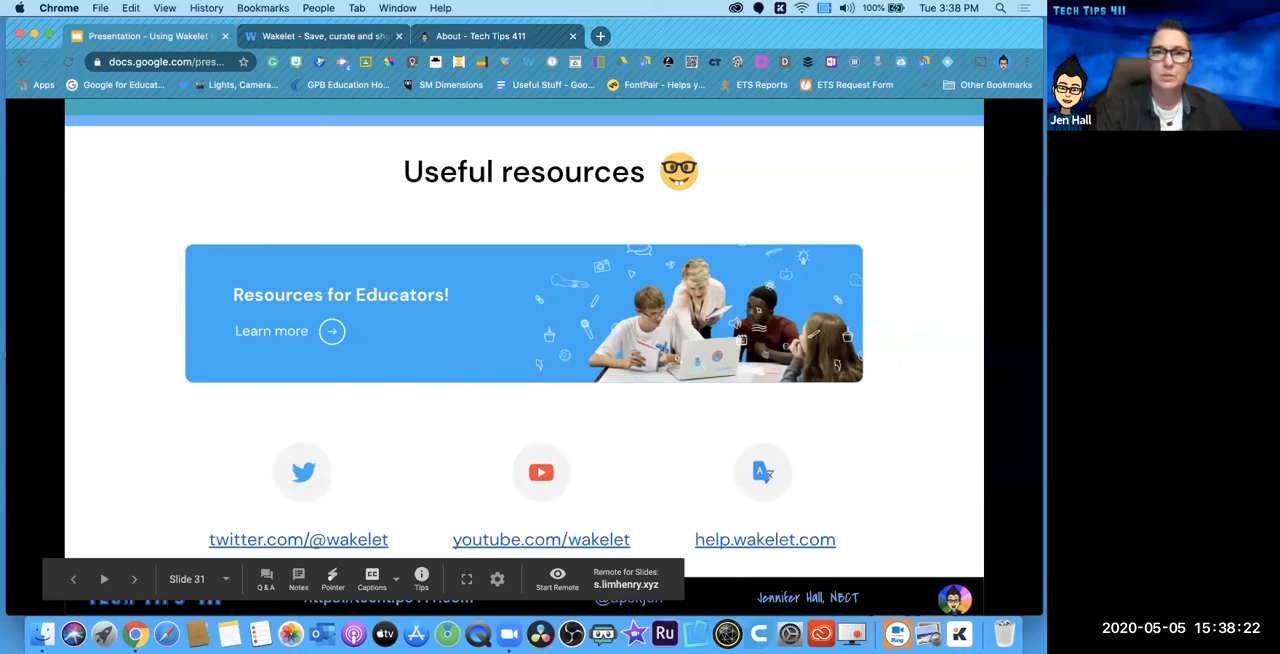 Chrome File Edit View History Bookmarks People Tab Window Help 100% Tue 3:38 PM
TECH TIPS 411
Presentation - Using Wakelet Wakelet - Save, curate and sh About - Tech Tips 411
docs.google.com/pres...
Apps Google for Educat... Lights, Camera... GPB Education Ho... SM Dimensions Useful Stuff - Goo... FontPair - Helps y... ETS Reports ETS Request Form Other Bookmarks
Jen Hall
Useful resources
Resources for Educators!
Learn more
twitter.com/@wakelet youtube.com/wakelet help.wakelet.com
Slide 31 Q & A Notes Pointer Captions Tips Start Remote
Remote for Slides:
s.limhenry.xyz
Jennifer Hall, NBCT
2020-05-05 15:38:22